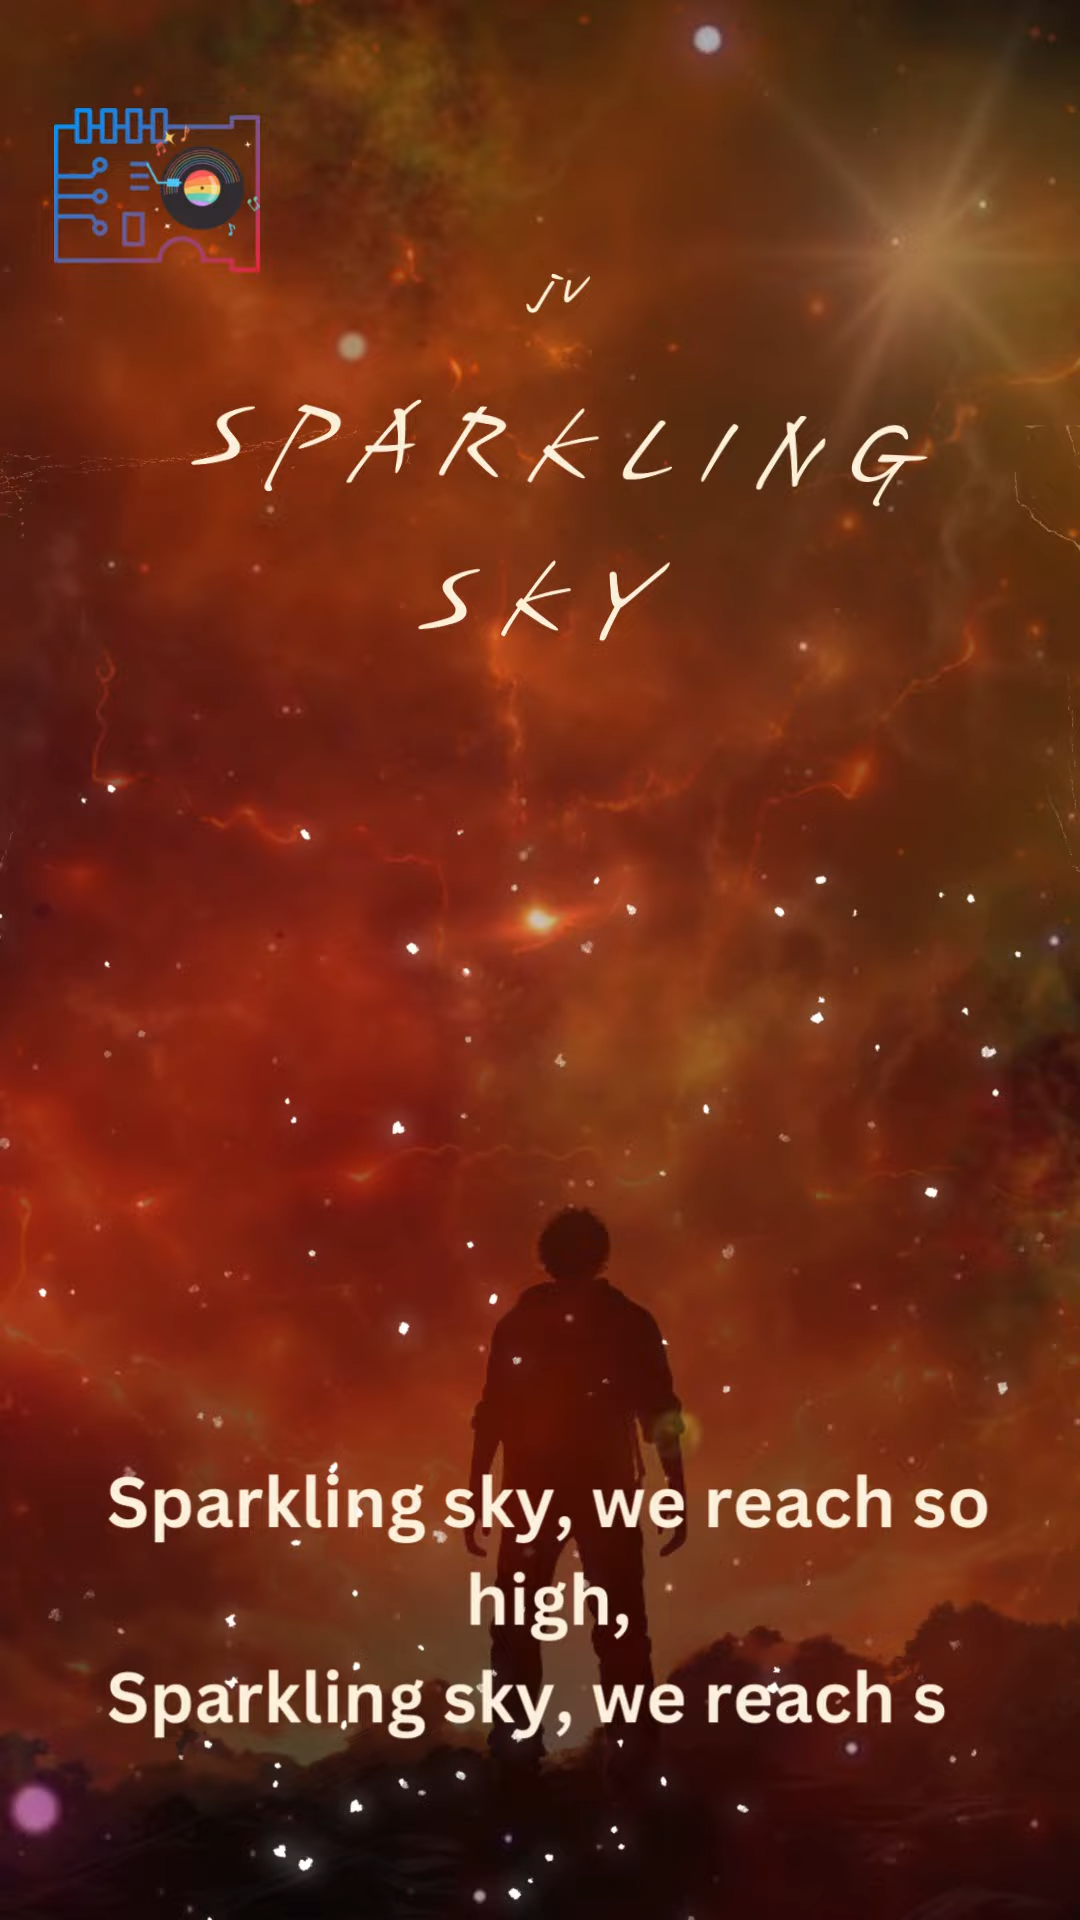 jv
SPARKLING
SKY
Sparkling sky, we reach so
high,
Sparkling sky, we reach s